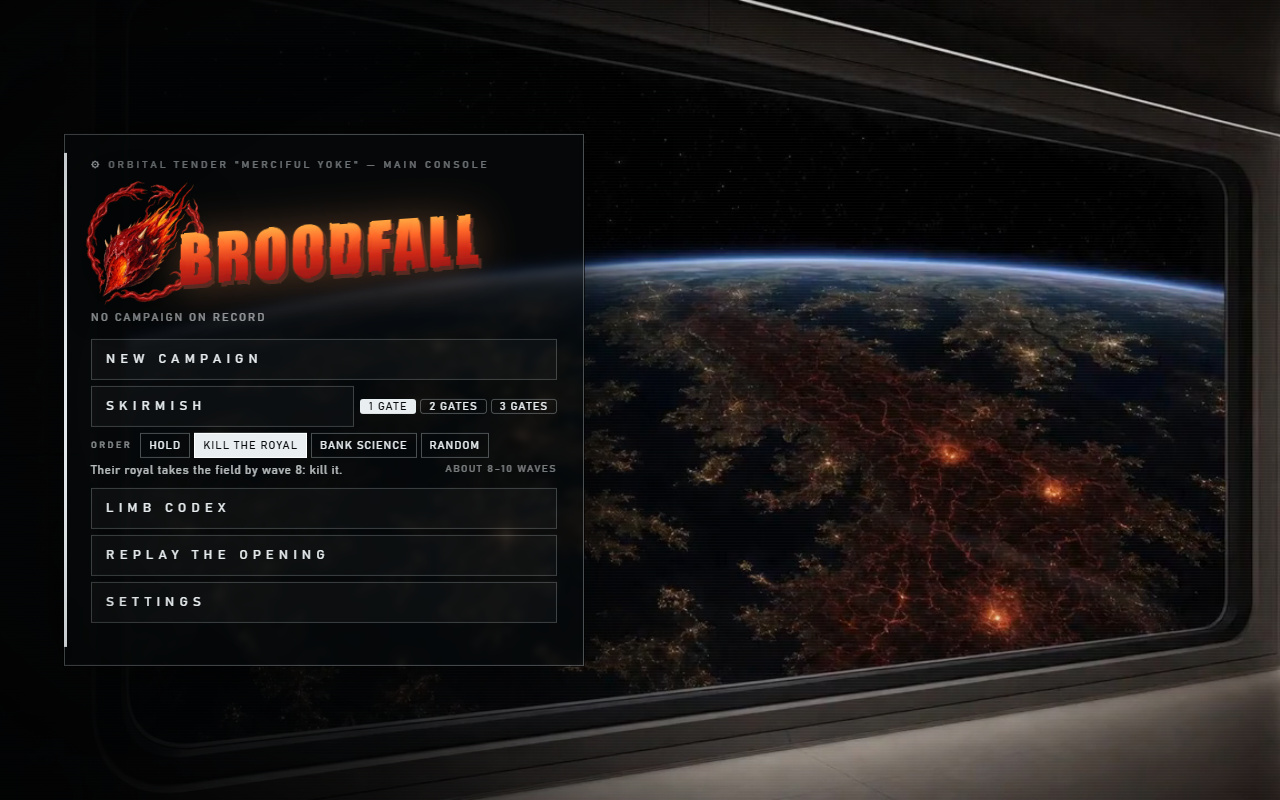 ⚙ ORBITAL TENDER "MERCIFUL YOKE" — MAIN CONSOLE
BROODFALL
NO CAMPAIGN ON RECORD
NEW CAMPAIGN
SKIRMISH 1 GATE 2 GATES 3 GATES
ORDER HOLD KILL THE ROYAL BANK SCIENCE RANDOM
Their royal takes the field by wave 8: kill it. ABOUT 8–10 WAVES
LIMB CODEX
REPLAY THE OPENING
SETTINGS